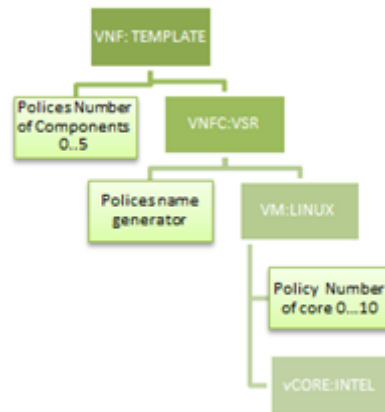 VNF: TEMPLATE
Polices Number
of Components
0..5
VNFC:VSR
Polices name
generator
VM:LINUX
Policy Number
of core 0...10
vCORE:INTEL